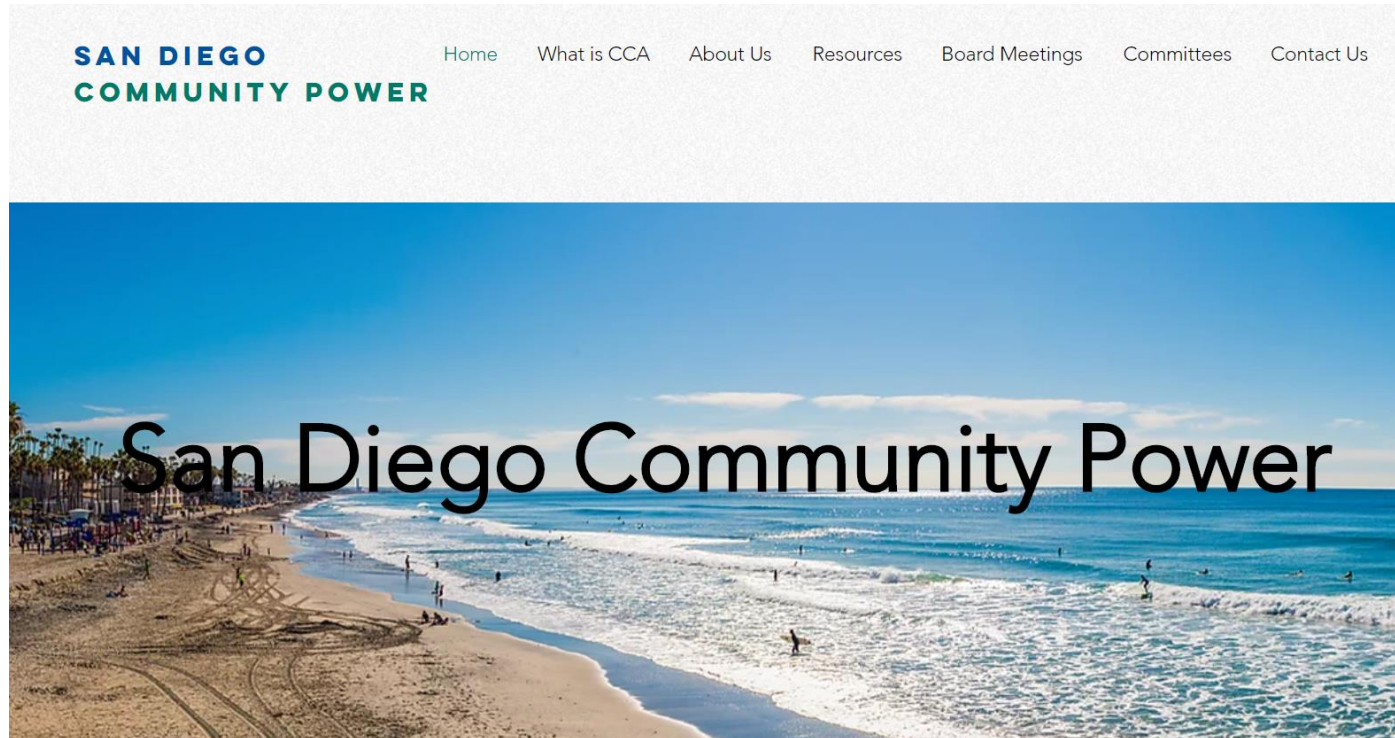 SAN DIEGO
COMMUNITY POWER
Home What is CCA About Us Resources Board Meetings Committees Contact Us
San Diego Community Power